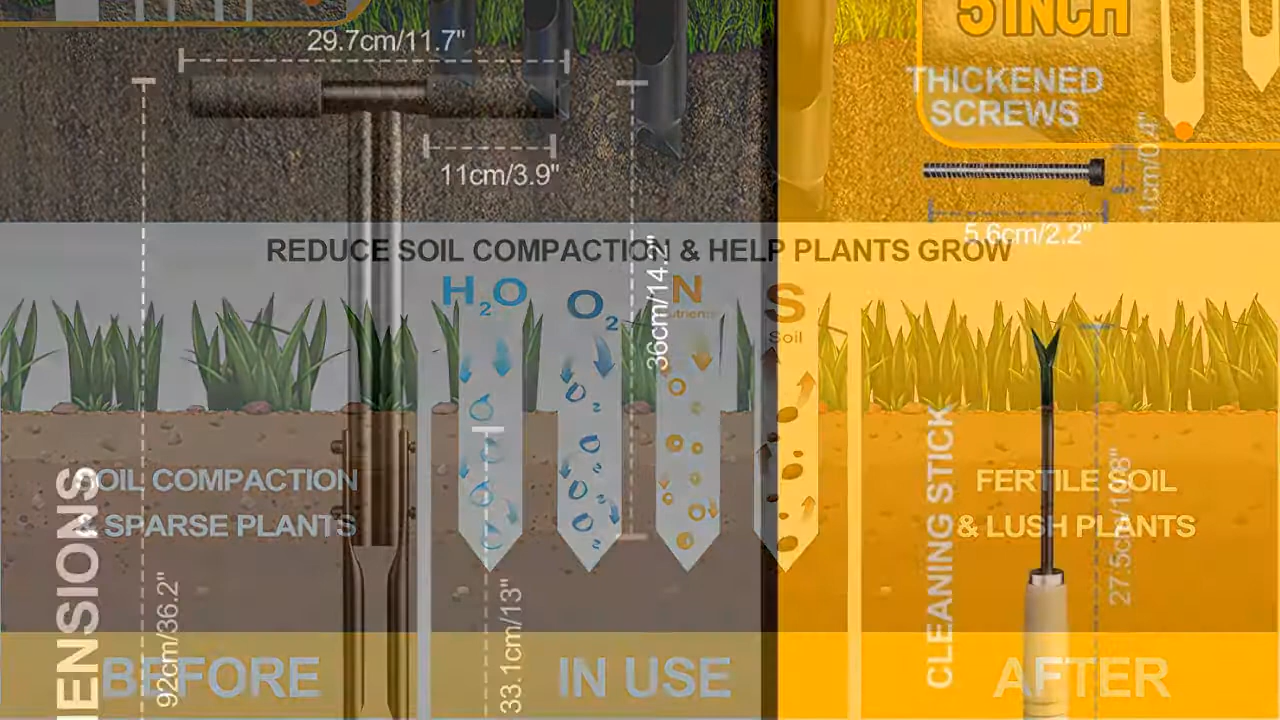 5 INCH
29.7cm/11.7"
THICKENED
SCREWS
1cm/0.4"
11cm/3.9"
5.6cm/2.2"
REDUCE SOIL COMPACTION & HELP PLANTS GROW
36cm/14.2"
H₂O
O₂
N
S
Soil
SOIL COMPACTION
& SPARSE PLANTS
FERTILE SOIL
& LUSH PLANTS
CLEANING STICK
27.5cm/10.8"
ENSIONS
92cm/36.2"
33.1cm/13"
BEFORE
IN USE
AFTER